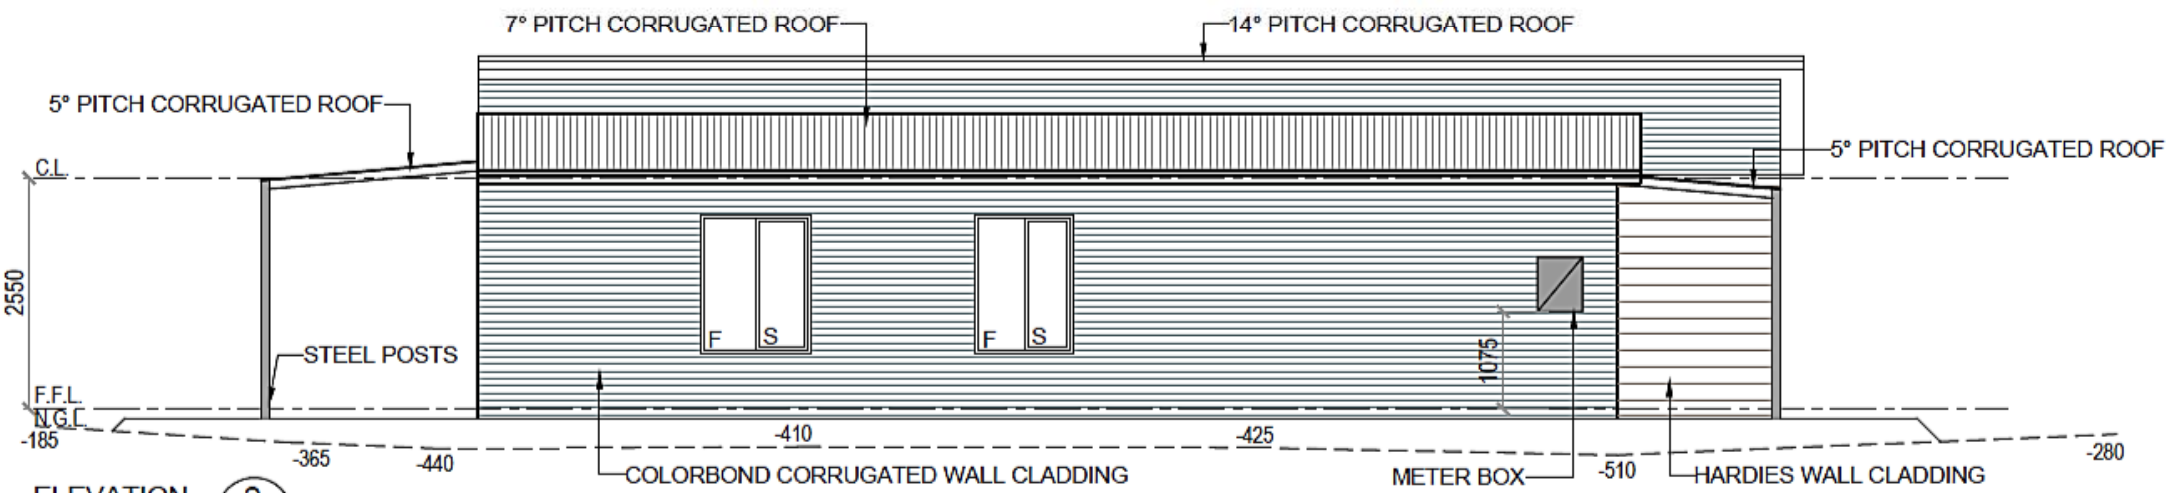 7° PITCH CORRUGATED ROOF
14° PITCH CORRUGATED ROOF
5° PITCH CORRUGATED ROOF
5° PITCH CORRUGATED ROOF
C.L.
2550
F S
F S
1075
STEEL POSTS
F.F.L.
N.G.L.
-185
-365
-440
-410
-425
-510
-280
COLORBOND CORRUGATED WALL CLADDING
METER BOX
HARDIES WALL CLADDING
ELEVATION